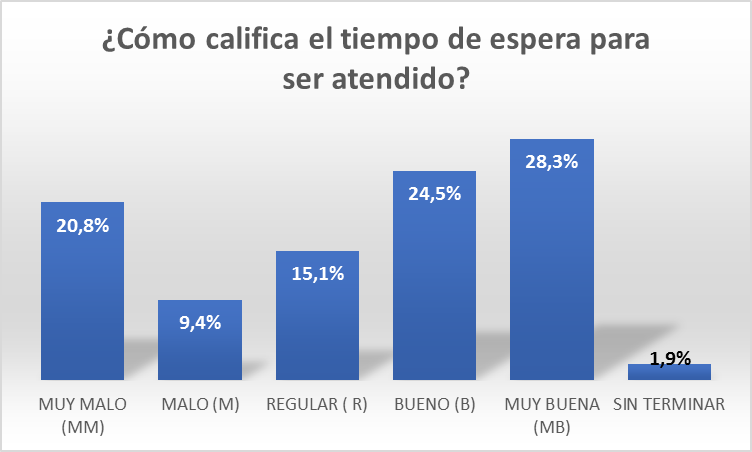 ¿Cómo califica el tiempo de espera para
ser atendido?
20,8%
9,4%
15,1%
24,5%
28,3%
1,9%
MUY MALO
(MM)
MALO (M)
REGULAR ( R)
BUENO (B)
MUY BUENA
(MB)
SIN TERMINAR